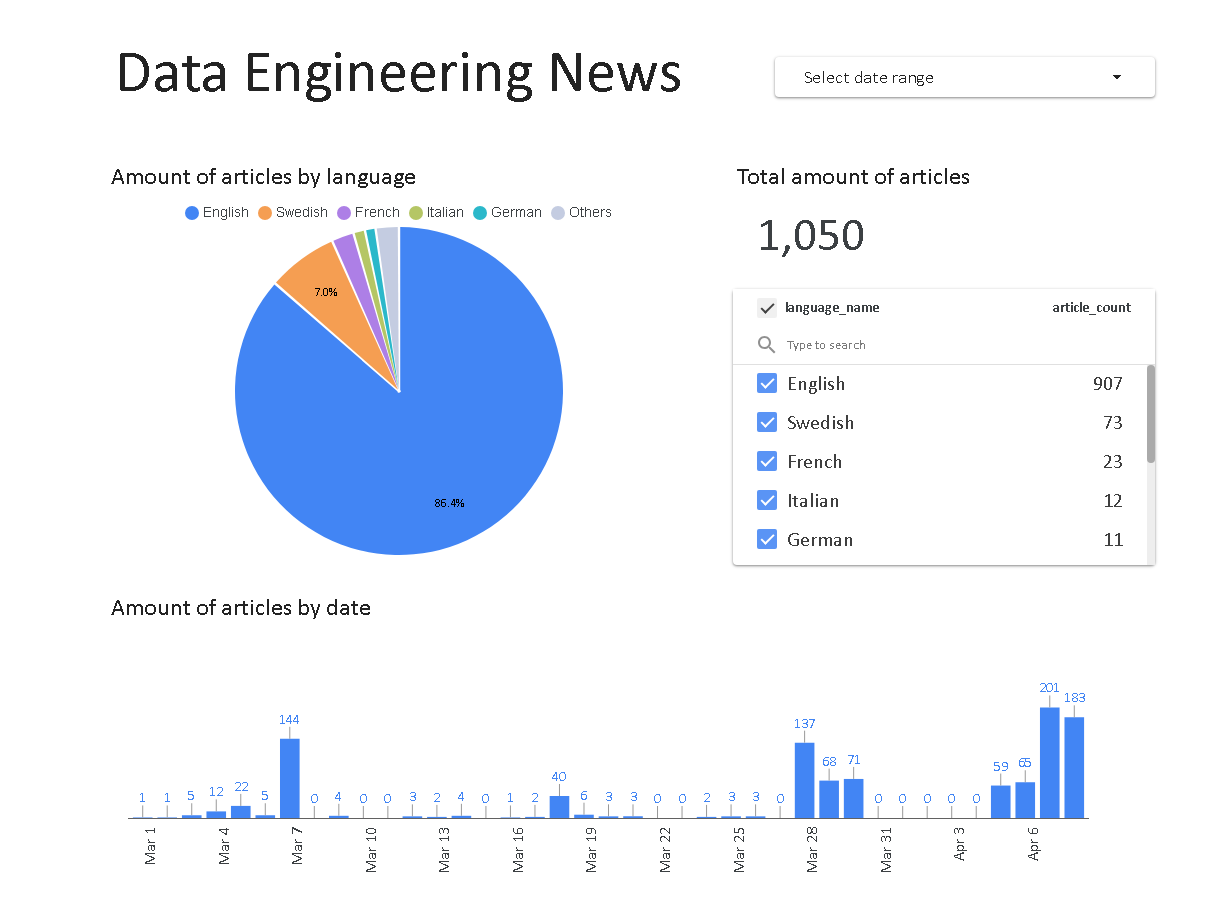 Data Engineering News
Select date range
Amount of articles by language
English Swedish French Italian German Others
7.0%
86.4%
Total amount of articles
1,050
language_name article_count
Type to search
English 907
Swedish 73
French 23
Italian 12
German 11
Amount of articles by date
1 1 5 12 22 5 144 0 4 0 0 3 2 4 0 1 2 40 6 3 3 0 0 2 3 3 0 137 68 71 0 0 0 0 0 59 65 201 183
Mar 1 Mar 4 Mar 7 Mar 10 Mar 13 Mar 16 Mar 19 Mar 22 Mar 25 Mar 28 Mar 31 Apr 3 Apr 6